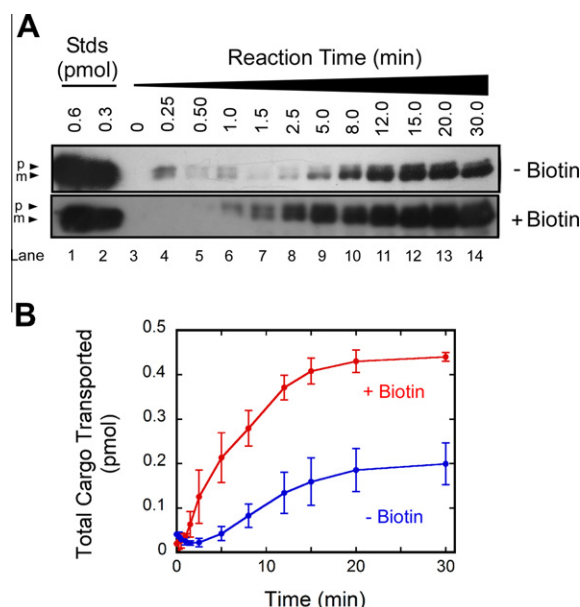 A
Stds
(pmol)
Reaction Time (min)
0.6 0.3 0 0.25 0.50 1.0 1.5 2.5 5.0 8.0 12.0 15.0 20.0 30.0
p
m
- Biotin
p
m
+ Biotin
Lane 1 2 3 4 5 6 7 8 9 10 11 12 13 14
B
Total Cargo Transported
(pmol)
0.5
0.4
0.3
0.2
0.1
0
+ Biotin
- Biotin
0 10 20 30
Time (min)